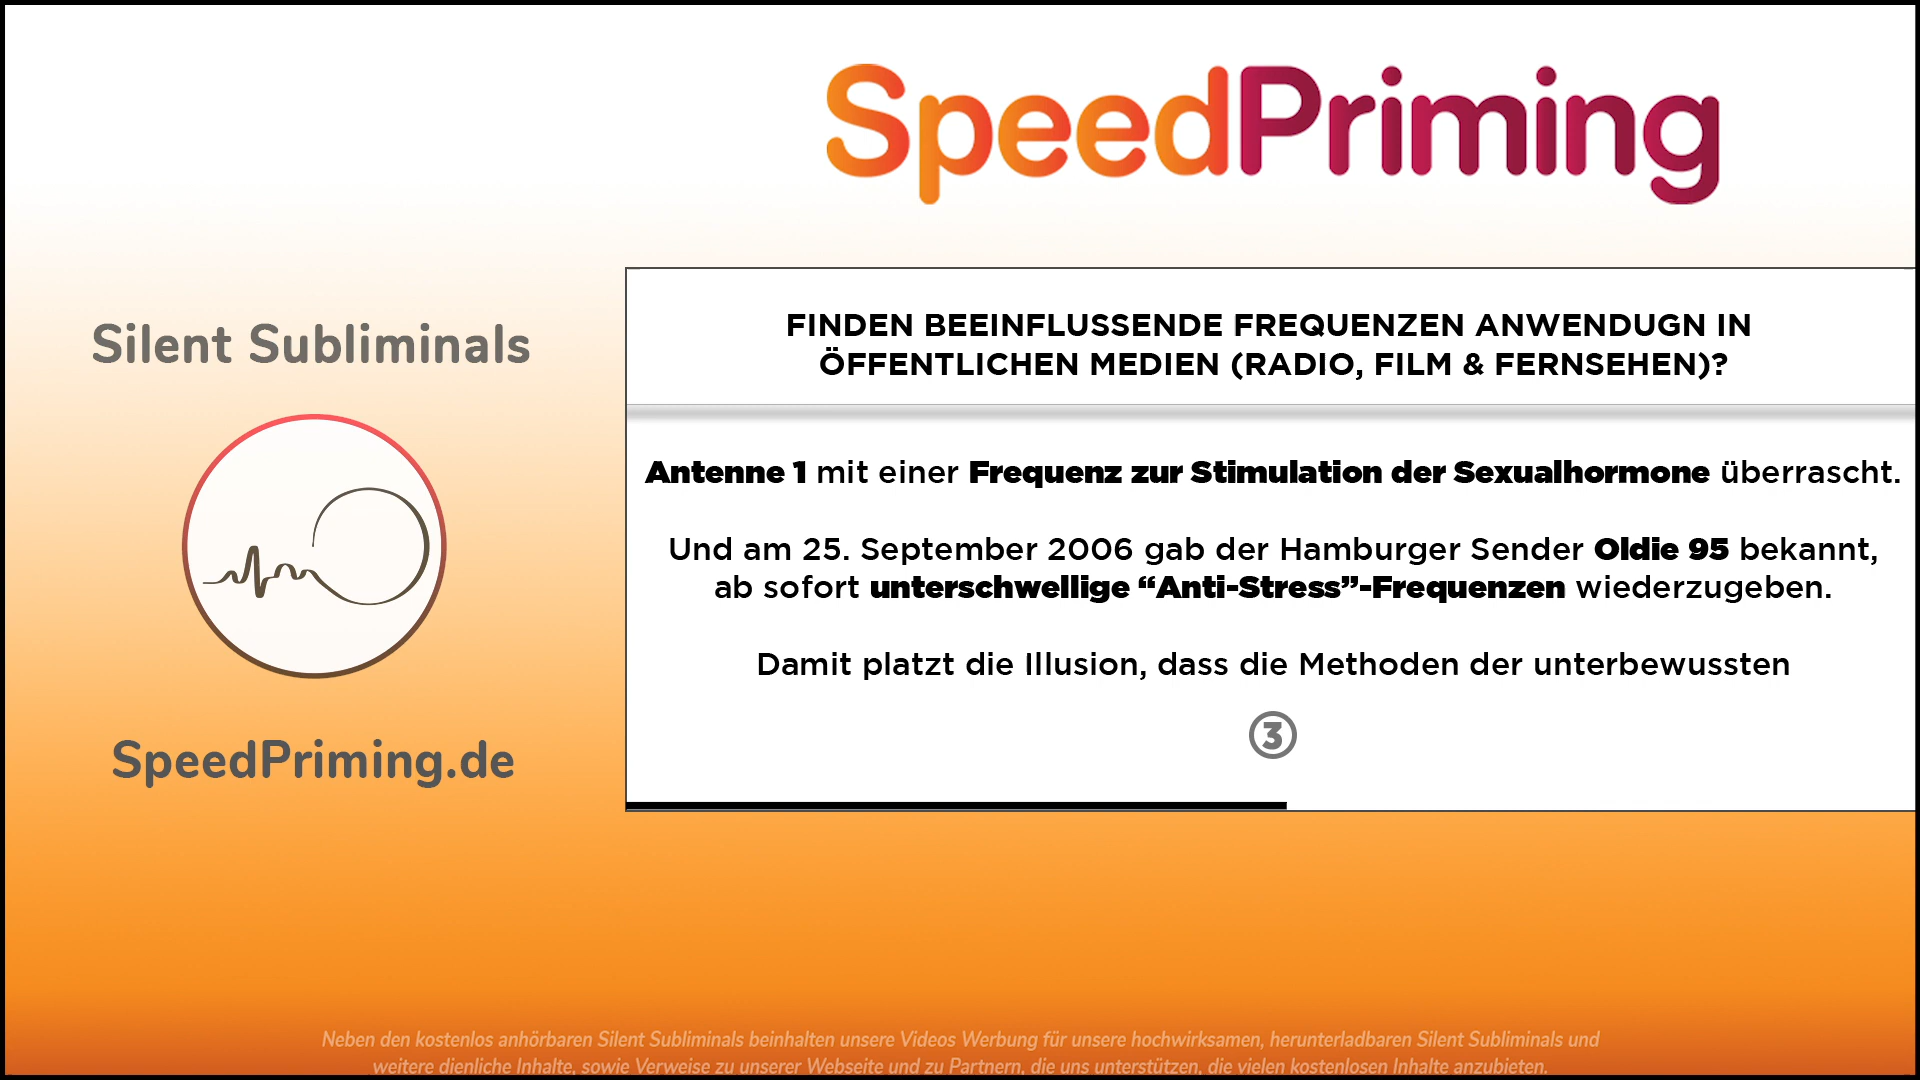 SpeedPriming
Silent Subliminals
SpeedPriming.de
FINDEN BEEINFLUSSENDE FREQUENZEN ANWENDUGN IN
ÖFFENTLICHEN MEDIEN (RADIO, FILM & FERNSEHEN)?
Antenne 1 mit einer Frequenz zur Stimulation der Sexualhormone überrascht.
Und am 25. September 2006 gab der Hamburger Sender Oldie 95 bekannt,
ab sofort unterschwellige “Anti-Stress”-Frequenzen wiederzugeben.
Damit platzt die Illusion, dass die Methoden der unterbewussten
3
Neben den kostenlos anhörbaren Silent Subliminals beinhalten unsere Videos Werbung für unsere hochwirksamen, herunterladbaren Silent Subliminals und
weitere dienliche Inhalte, sowie Verweise zu unserer Webseite und zu Partnern, die uns unterstützen, die vielen kostenlosen Inhalte anzubieten.